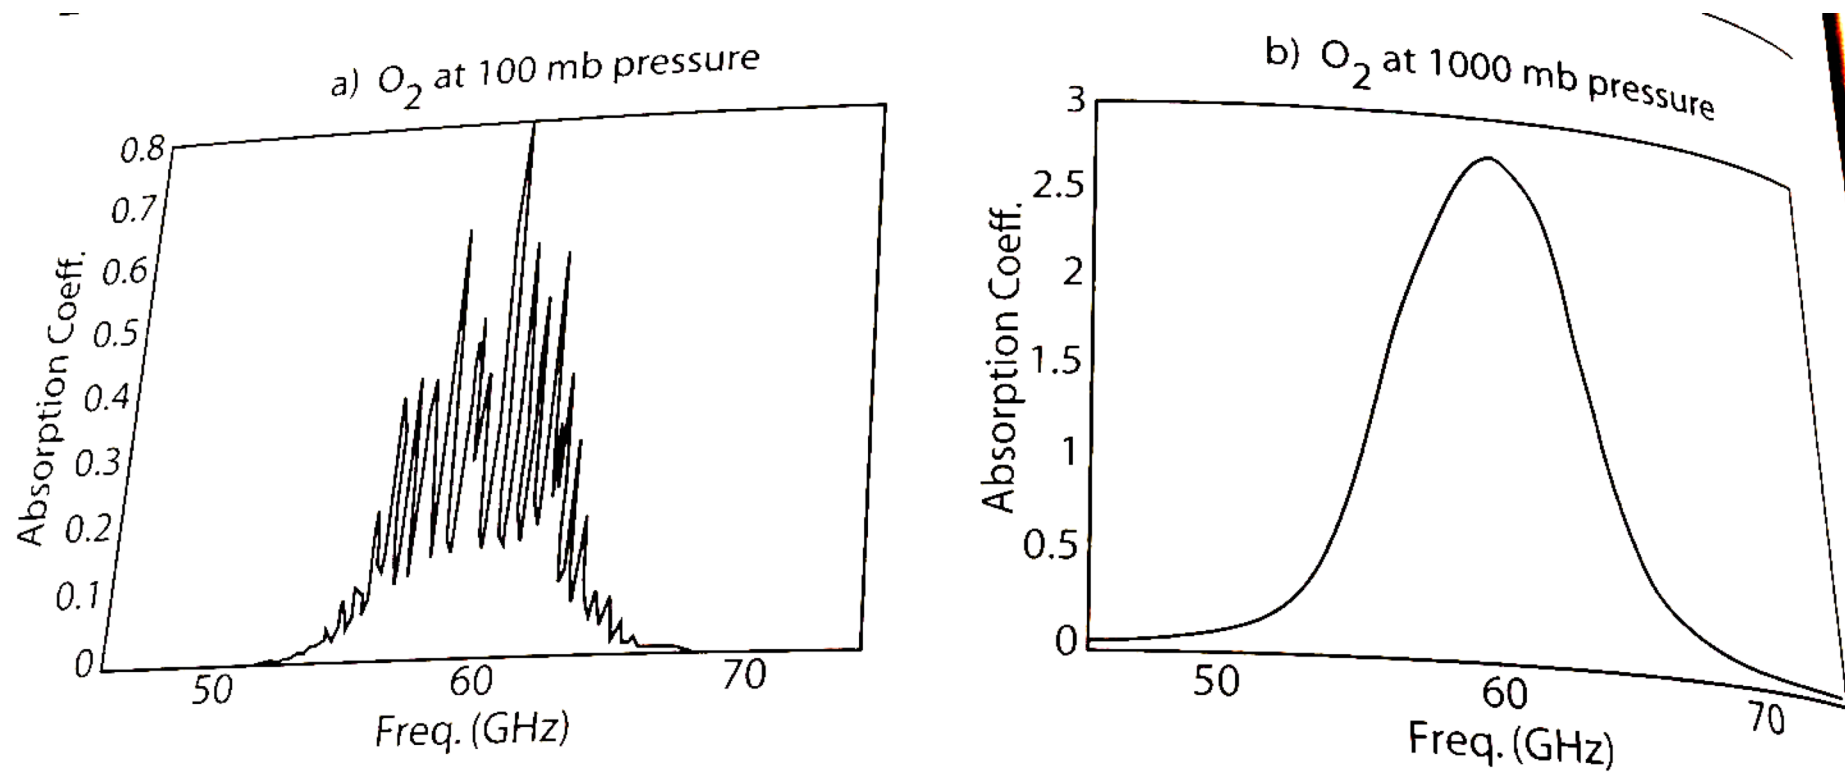 a) O2 at 100 mb pressure
0.8
0.7
0.6
0.5
0.4
0.3
0.2
0.1
0
Absorption Coeff.
50 60 70
Freq. (GHz)
b) O2 at 1000 mb pressure
3
2.5
2
1.5
1
0.5
0
Absorption Coeff.
50 60 70
Freq. (GHz)